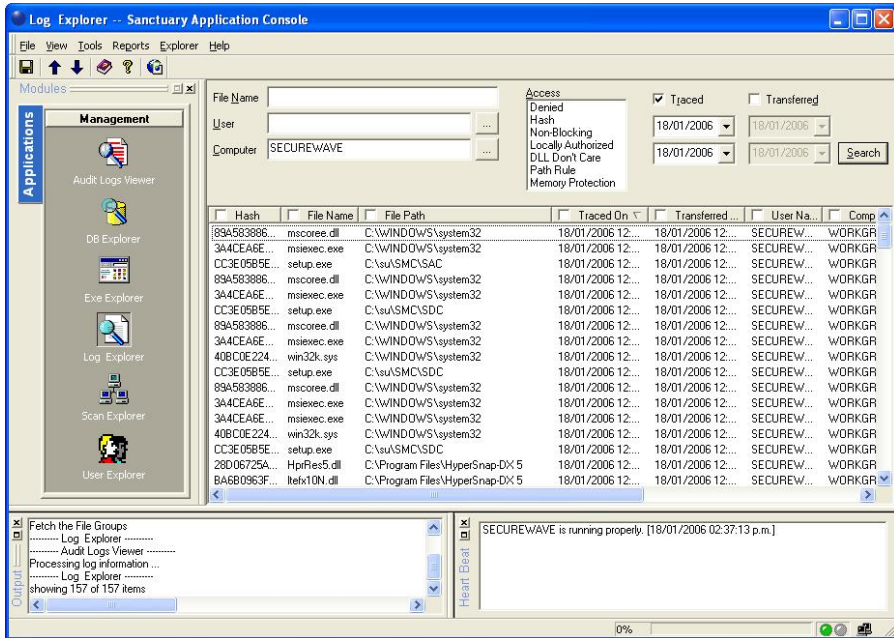 Log Explorer -- Sanctuary Application Console
File View Tools Reports Explorer Help
Modules
Applications
Management
Audit Logs Viewer
DB Explorer
Exe Explorer
Log Explorer
Scan Explorer
User Explorer
File Name
User ...
Computer SECUREWAVE ...
Access
Denied
Hash
Non-Blocking
Locally Authorized
DLL Don't Care
Path Rule
Memory Protection
Traced Transferred
18/01/2006 18/01/2006
18/01/2006 18/01/2006 Search
Hash File Name File Path Traced On Transferred ... User Na... Comp
89A583886... mscoree.dll C:\WINDOWS\system32 18/01/2006 12:... 18/01/2006 12:... SECUREW... WORKGR
3A4CEA6E... msiexec.exe C:\WINDOWS\system32 18/01/2006 12:... 18/01/2006 12:... SECUREW... WORKGR
CC3E05B5E... setup.exe C:\su\SMC\SAC 18/01/2006 12:... 18/01/2006 12:... SECUREW... WORKGR
89A583886... mscoree.dll C:\WINDOWS\system32 18/01/2006 12:... 18/01/2006 12:... SECUREW... WORKGR
3A4CEA6E... msiexec.exe C:\WINDOWS\system32 18/01/2006 12:... 18/01/2006 12:... SECUREW... WORKGR
CC3E05B5E... setup.exe C:\su\SMC\SDC 18/01/2006 12:... 18/01/2006 12:... SECUREW... WORKGR
89A583886... mscoree.dll C:\WINDOWS\system32 18/01/2006 12:... 18/01/2006 12:... SECUREW... WORKGR
3A4CEA6E... msiexec.exe C:\WINDOWS\system32 18/01/2006 12:... 18/01/2006 12:... SECUREW... WORKGR
40BC0E224... win32k.sys C:\WINDOWS\system32 18/01/2006 12:... 18/01/2006 12:... SECUREW... WORKGR
CC3E05B5E... setup.exe C:\su\SMC\SDC 18/01/2006 12:... 18/01/2006 12:... SECUREW... WORKGR
89A583886... mscoree.dll C:\WINDOWS\system32 18/01/2006 12:... 18/01/2006 12:... SECUREW... WORKGR
3A4CEA6E... msiexec.exe C:\WINDOWS\system32 18/01/2006 12:... 18/01/2006 12:... SECUREW... WORKGR
3A4CEA6E... msiexec.exe C:\WINDOWS\system32 18/01/2006 12:... 18/01/2006 12:... SECUREW... WORKGR
40BC0E224... win32k.sys C:\WINDOWS\system32 18/01/2006 12:... 18/01/2006 12:... SECUREW... WORKGR
CC3E05B5E... setup.exe C:\su\SMC\SDC 18/01/2006 12:... 18/01/2006 12:... SECUREW... WORKGR
28D06725A... HprRes5.dll C:\Program Files\HyperSnap-DX 5 18/01/2006 12:... 18/01/2006 12:... SECUREW... WORKGR
BA6B0963F... ltefx10N.dll C:\Program Files\HyperSnap-DX 5 18/01/2006 12:... 18/01/2006 12:... SECUREW... WORKGR
Output
Fetch the File Groups
---------- Log Explorer ----------
---------- Audit Logs Viewer ----------
Processing log information ...
---------- Log Explorer ----------
showing 157 of 157 items
Heart Beat
SECUREWAVE is running properly. [18/01/2006 02:37:13 p.m.]
0%